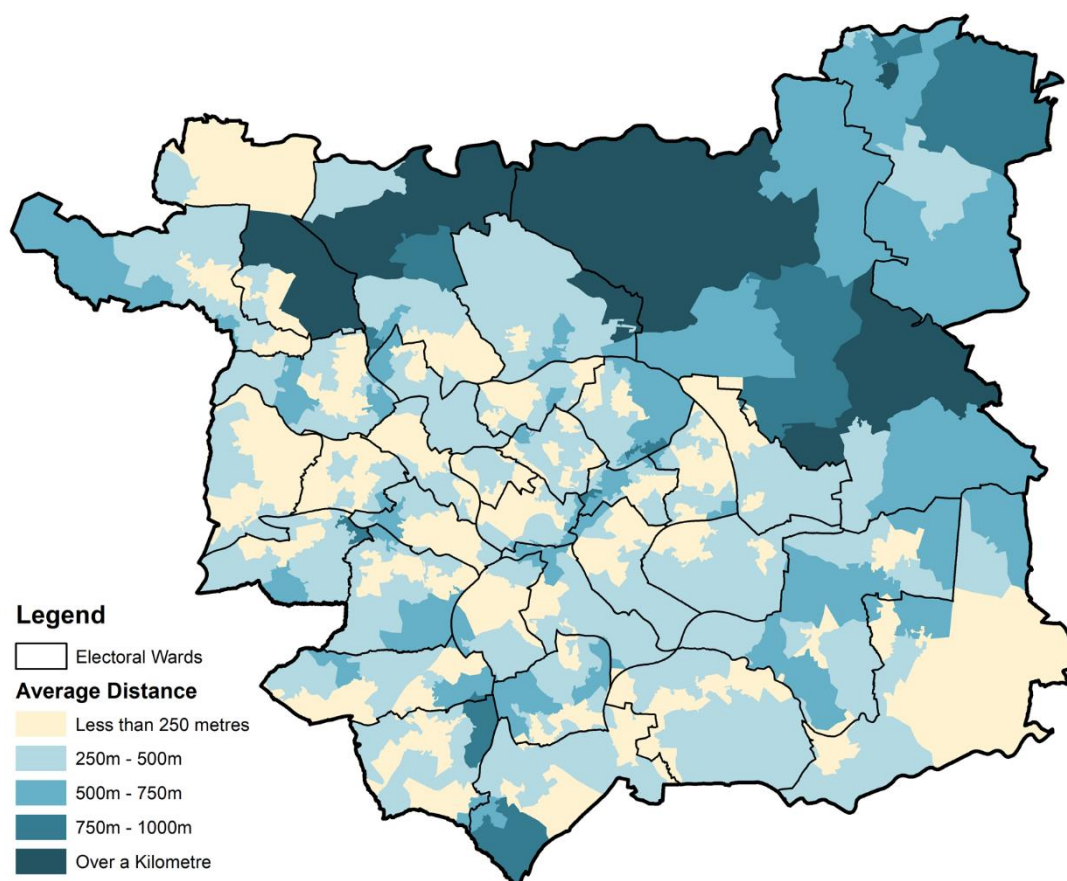 Legend
Electoral Wards
Average Distance
Less than 250 metres
250m - 500m
500m - 750m
750m - 1000m
Over a Kilometre